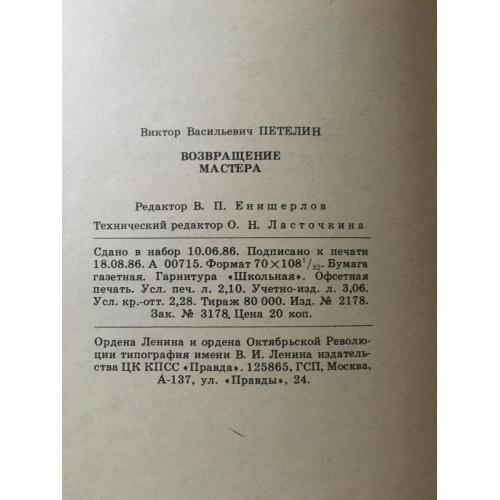 Виктор Васильевич ПЕТЕЛИН
ВОЗВРАЩЕНИЕ
МАСТЕРА
Редактор В. П. Енишерлов
Технический редактор О. Н. Ласточкина
Сдано в набор 10.06.86. Подписано к печати
18.08.86. А 00715. Формат 70×108¹/₃₂. Бумага
газетная. Гарнитура «Школьная». Офсетная
печать. Усл. печ. л. 2,10. Учетно-изд. л. 3,06.
Усл. кр.-отт. 2,28. Тираж 80 000. Изд. № 2178.
Зак. № 3178. Цена 20 коп.
Ордена Ленина и ордена Октябрьской Револю-
ции типография имени В. И. Ленина издатель-
ства ЦК КПСС «Правда». 125865, ГСП, Москва,
А-137, ул. «Правды», 24.